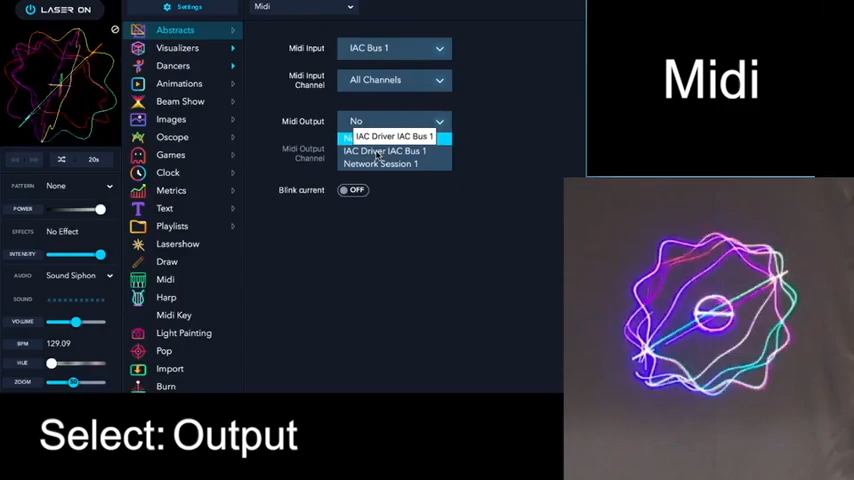 LASER ON
Settings
Midi
Abstracts
Visualizers
Dancers
Animations
Beam Show
Images
Oscope
Games
Clock
Metrics
Text
Playlists
Lasershow
Draw
Midi
Harp
Midi Key
Light Painting
Pop
Import
Burn
20s
PATTERN None
POWER
EFFECTS No Effect
INTENSITY
AUDIO Sound Siphon
SOUND
VOLUME
BPM 129.09
HUE
ZOOM 50
Midi Input IAC Bus 1
Midi Input
Channel
All Channels
Midi Output No
IAC Driver IAC Bus 1
IAC Driver IAC Bus 1
Network Session 1
Midi Output
Channel
Blink current OFF
Midi
Select: Output